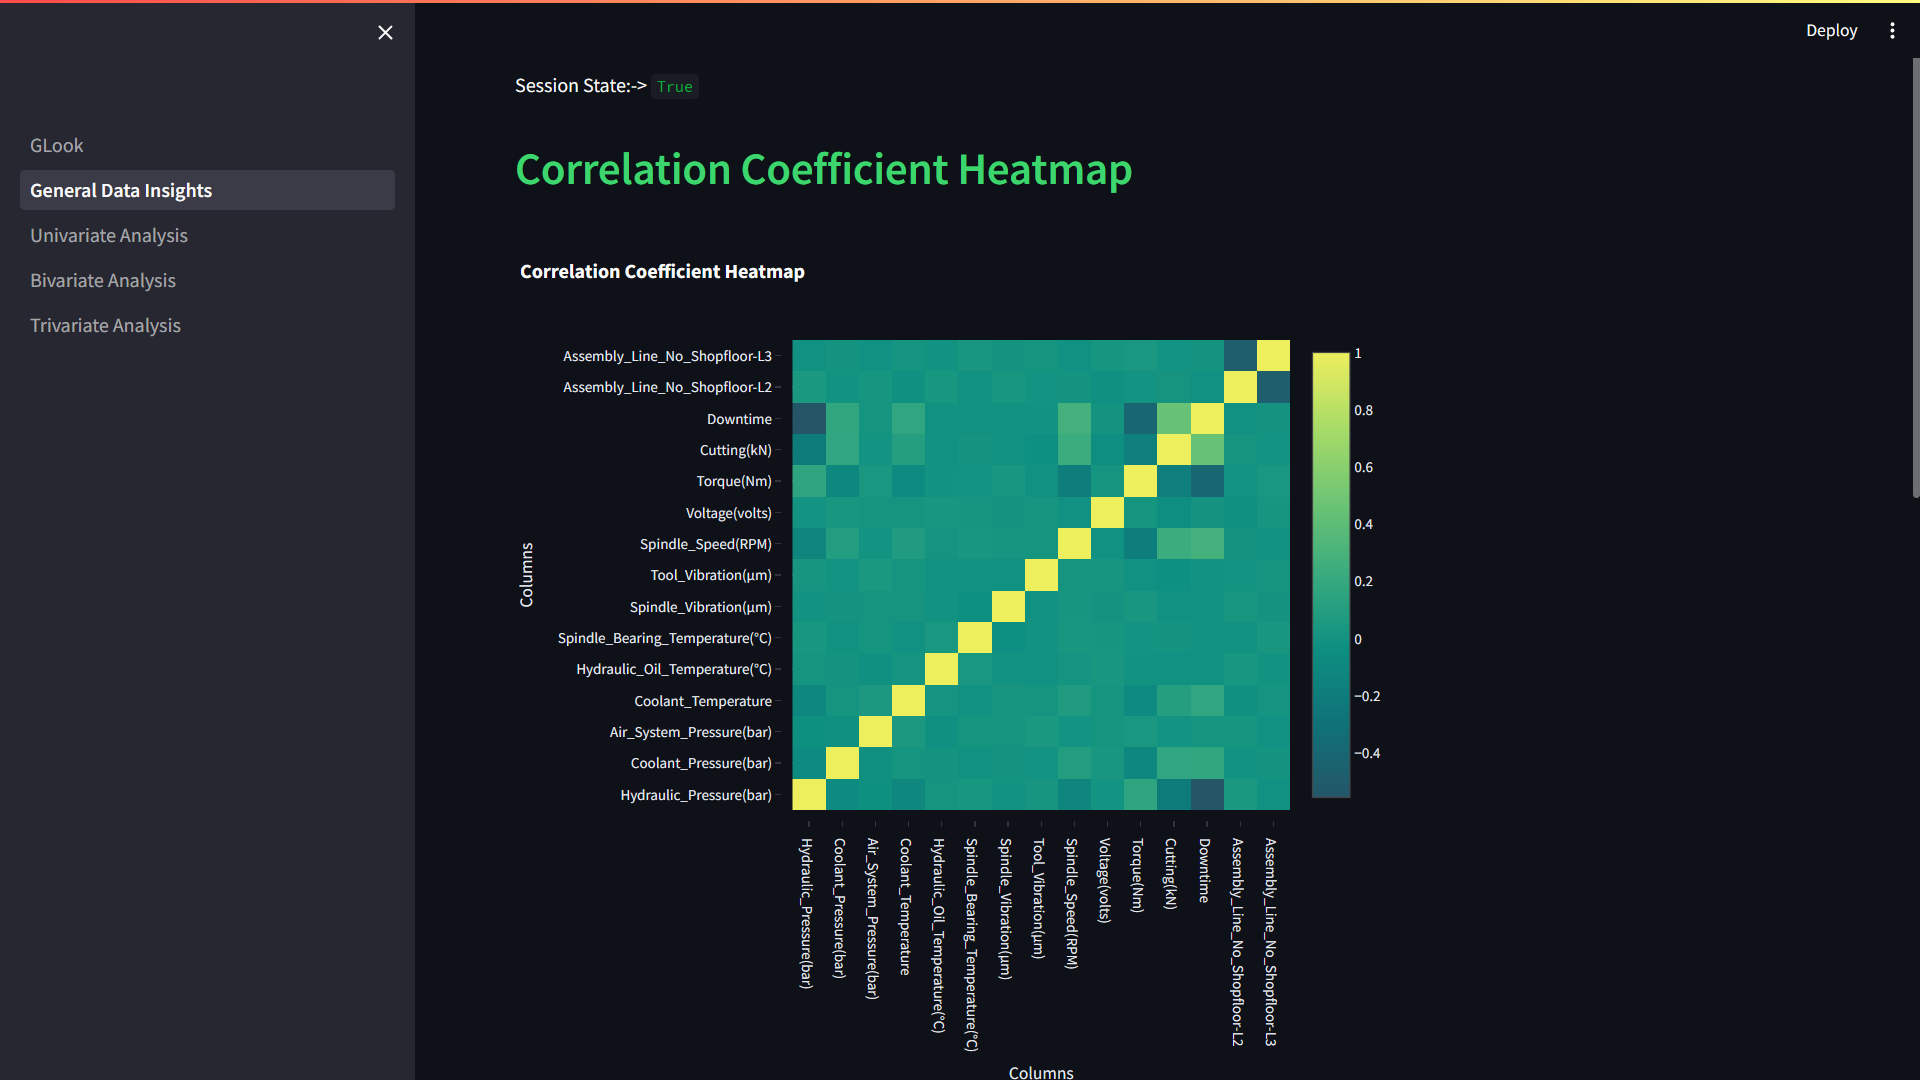 Deploy
Session State:-> True
GLook
General Data Insights
Univariate Analysis
Bivariate Analysis
Trivariate Analysis
Correlation Coefficient Heatmap
Correlation Coefficient Heatmap
Columns
Assembly_Line_No_Shopfloor-L3
Assembly_Line_No_Shopfloor-L2
Downtime
Cutting(kN)
Torque(Nm)
Voltage(volts)
Spindle_Speed(RPM)
Tool_Vibration(μm)
Spindle_Vibration(μm)
Spindle_Bearing_Temperature(°C)
Hydraulic_Oil_Temperature(°C)
Coolant_Temperature
Air_System_Pressure(bar)
Coolant_Pressure(bar)
Hydraulic_Pressure(bar)
1
0.8
0.6
0.4
0.2
0
−0.2
−0.4
Hydraulic_Pressure(bar)
Coolant_Pressure(bar)
Air_System_Pressure(bar)
Coolant_Temperature
Hydraulic_Oil_Temperature(°C)
Spindle_Bearing_Temperature(°C)
Spindle_Vibration(μm)
Tool_Vibration(μm)
Spindle_Speed(RPM)
Voltage(volts)
Torque(Nm)
Cutting(kN)
Downtime
Assembly_Line_No_Shopfloor-L2
Assembly_Line_No_Shopfloor-L3
Columns